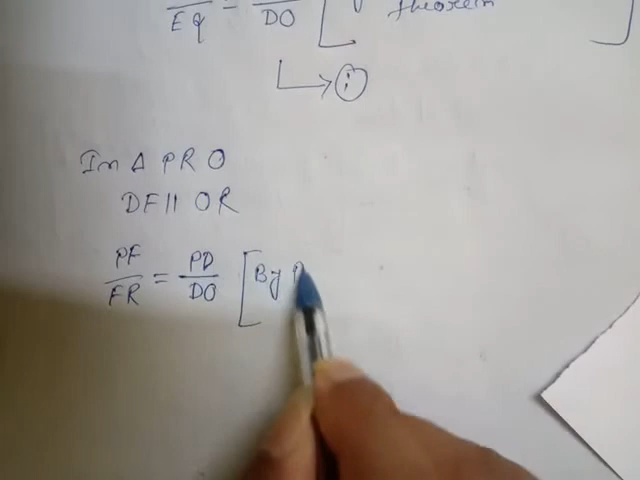 EQ = DO [ theorem ]
↳ (i)
In Δ PRO
DF || OR
PF/FR = PD/DO [By